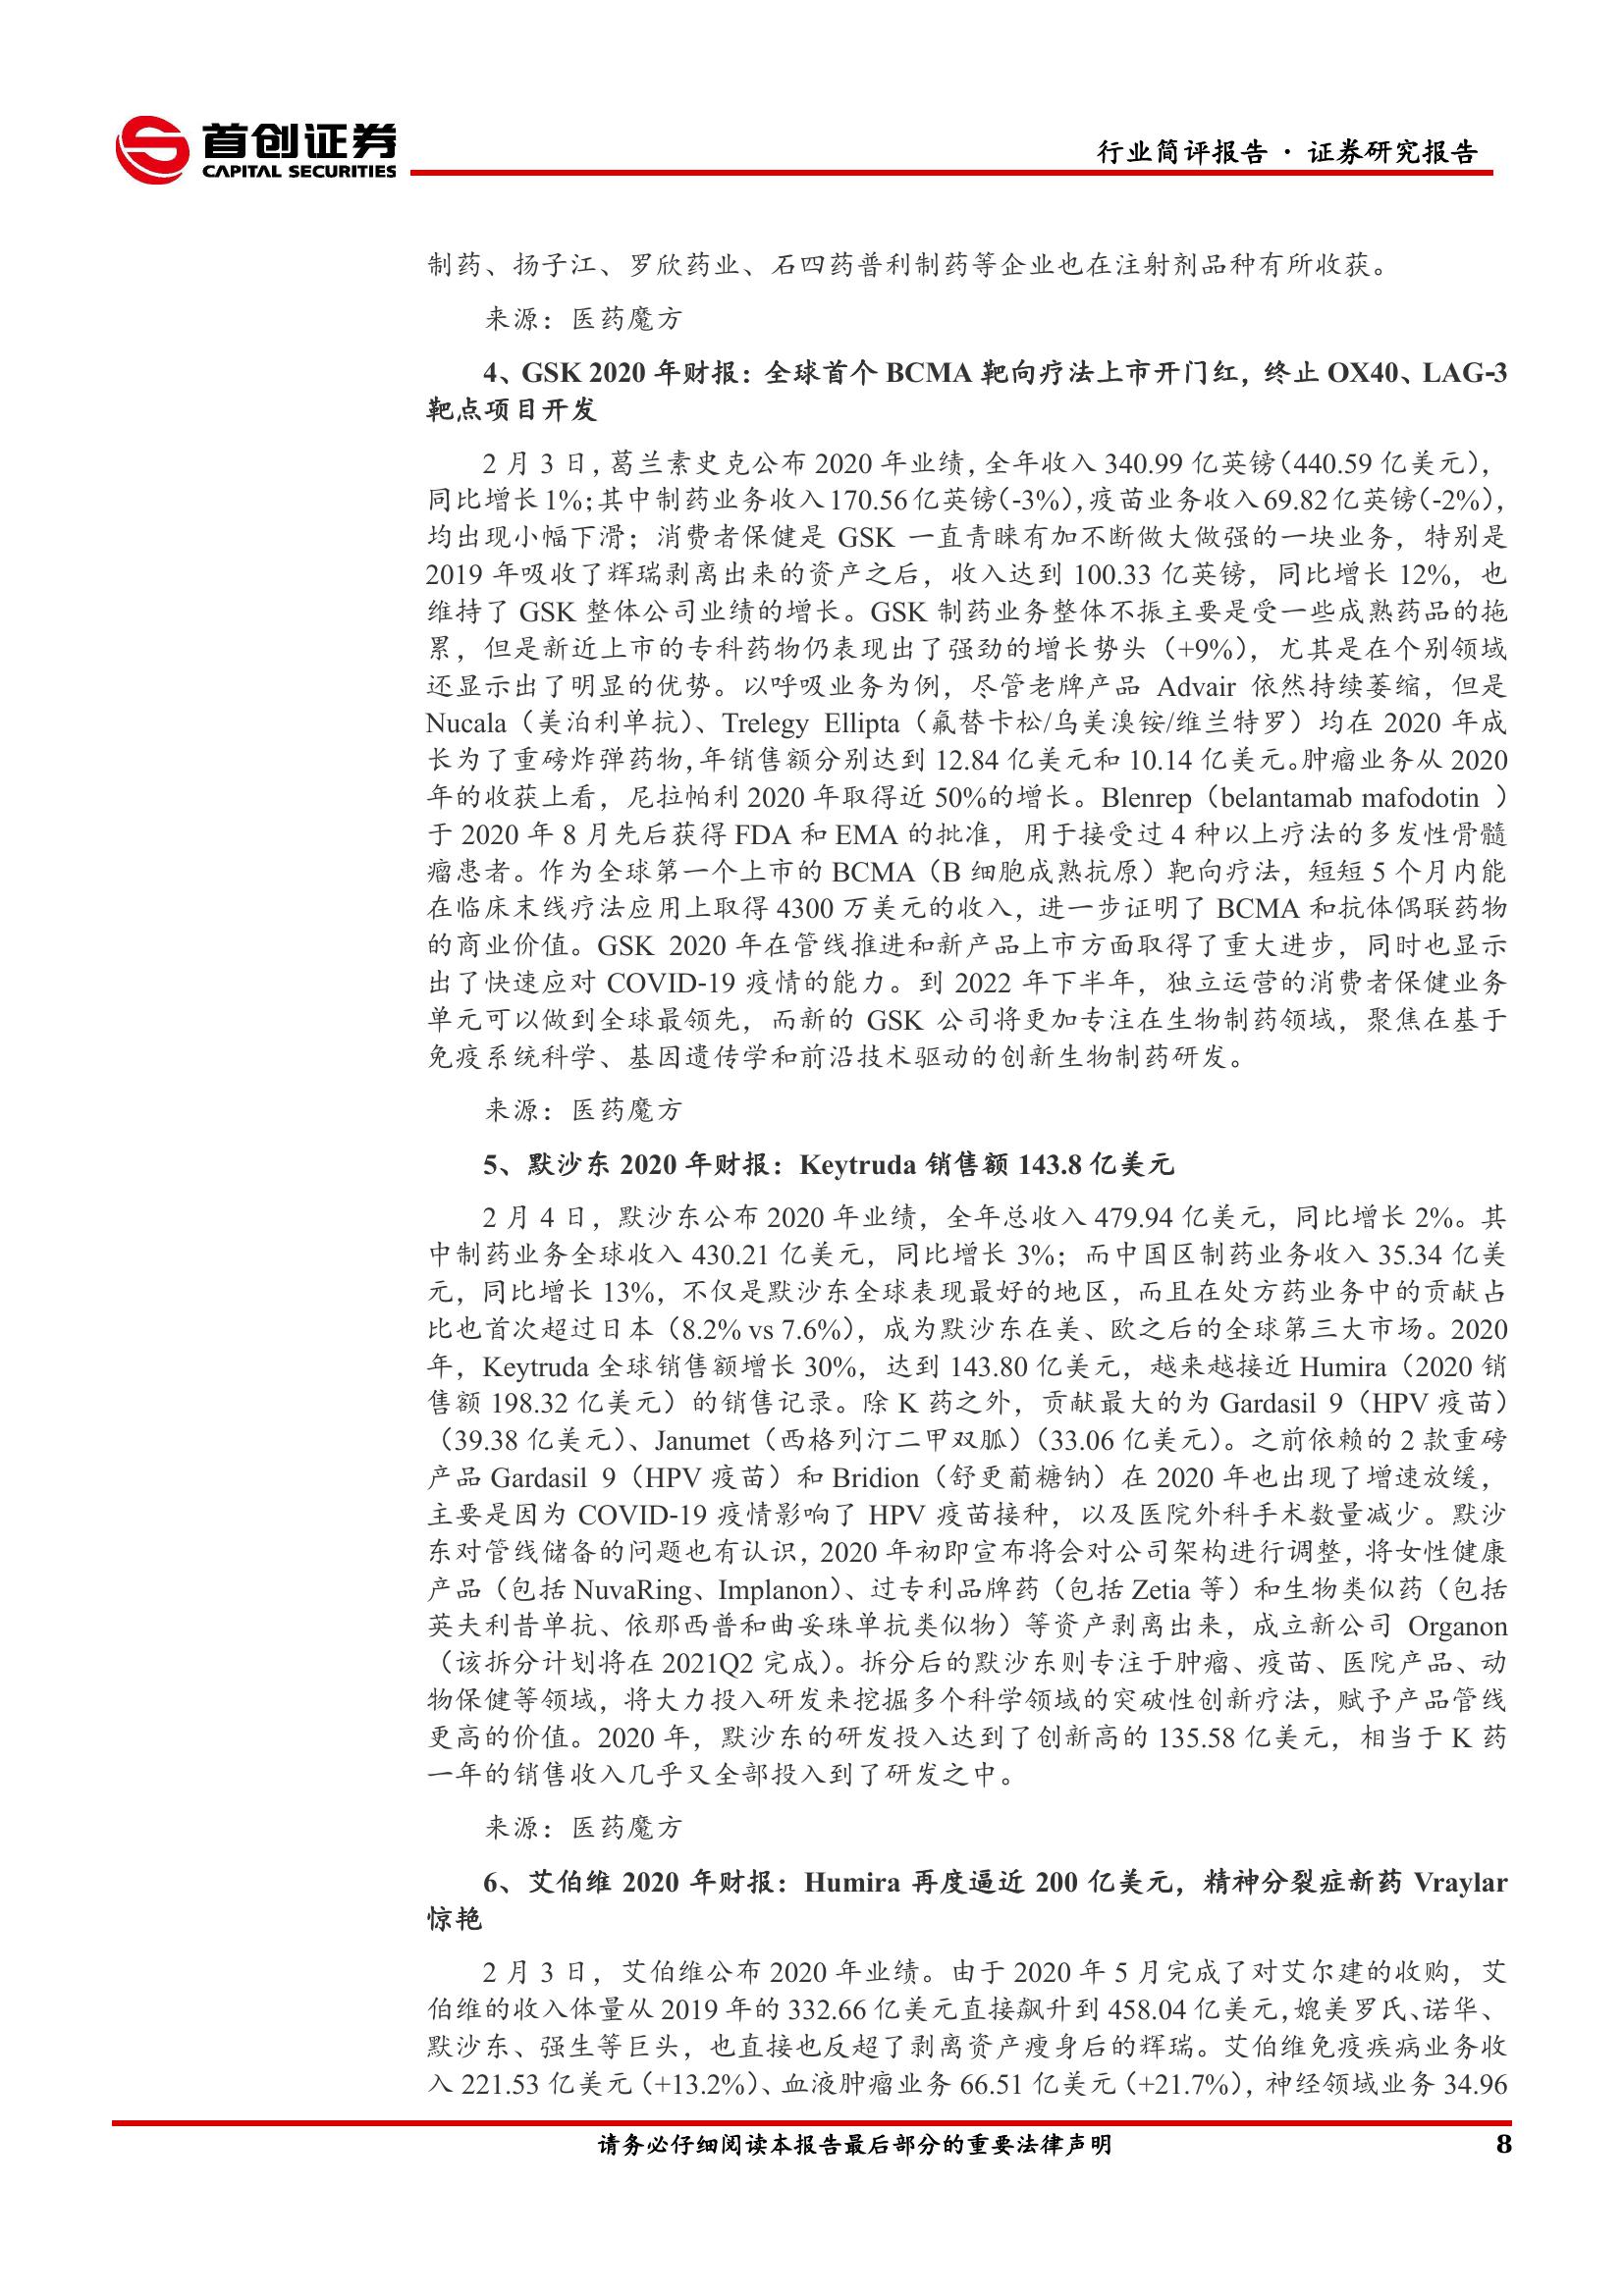 首创证券
CAPITAL SECURITIES
行业简评报告·证券研究报告
制药、扬子江、罗欣药业、石四药普利制药等企业也在注射剂品种有所收获。
来源：医药魔方
4、GSK 2020 年财报：全球首个 BCMA 靶向疗法上市开门红，终止 OX40、LAG-3
靶点项目开发
2 月 3 日，葛兰素史克公布 2020 年业绩，全年收入 340.99 亿英镑（440.59 亿美元），
同比增长 1%；其中制药业务收入 170.56 亿英镑（-3%），疫苗业务收入 69.82 亿英镑（-2%），
均出现小幅下滑；消费者保健是 GSK 一直青睐有加不断做大做强的一块业务，特别是
2019 年吸收了辉瑞剥离出来的资产之后，收入达到 100.33 亿英镑，同比增长 12%，也
维持了 GSK 整体公司业绩的增长。GSK 制药业务整体不振主要是受一些成熟药品的拖
累，但是新近上市的专科药物仍表现出了强劲的增长势头（+9%），尤其是在个别领域
还显示出了明显的优势。以呼吸业务为例，尽管老牌产品 Advair 依然持续萎缩，但是
Nucala（美泊利单抗）、Trelegy Ellipta（氟替卡松/乌美溴铵/维兰特罗）均在 2020 年成
长为了重磅炸弹药物，年销售额分别达到 12.84 亿美元和 10.14 亿美元。肿瘤业务从 2020
年的收获上看，尼拉帕利 2020 年取得近 50%的增长。Blenrep（belantamab mafodotin ）
于 2020 年 8 月先后获得 FDA 和 EMA 的批准，用于接受过 4 种以上疗法的多发性骨髓
瘤患者。作为全球第一个上市的 BCMA（B 细胞成熟抗原）靶向疗法，短短 5 个月内能
在临床末线疗法应用上取得 4300 万美元的收入，进一步证明了 BCMA 和抗体偶联药物
的商业价值。GSK 2020 年在管线推进和新产品上市方面取得了重大进步，同时也显示
出了快速应对 COVID-19 疫情的能力。到 2022 年下半年，独立运营的消费者保健业务
单元可以做到全球最领先，而新的 GSK 公司将更加专注在生物制药领域，聚焦在基于
免疫系统科学、基因遗传学和前沿技术驱动的创新生物制药研发。
来源：医药魔方
5、默沙东 2020 年财报：Keytruda 销售额 143.8 亿美元
2 月 4 日，默沙东公布 2020 年业绩，全年总收入 479.94 亿美元，同比增长 2%。其
中制药业务全球收入 430.21 亿美元，同比增长 3%；而中国区制药业务收入 35.34 亿美
元，同比增长 13%，不仅是默沙东全球表现最好的地区，而且在处方药业务中的贡献占
比也首次超过日本（8.2% vs 7.6%），成为默沙东在美、欧之后的全球第三大市场。2020
年，Keytruda 全球销售额增长 30%，达到 143.80 亿美元，越来越接近 Humira（2020 销
售额 198.32 亿美元）的销售记录。除 K 药之外，贡献最大的为 Gardasil 9（HPV 疫苗）
（39.38 亿美元）、Janumet（西格列汀二甲双胍）（33.06 亿美元）。之前依赖的 2 款重磅
产品 Gardasil 9（HPV 疫苗）和 Bridion（舒更葡糖钠）在 2020 年也出现了增速放缓，
主要是因为 COVID-19 疫情影响了 HPV 疫苗接种，以及医院外科手术数量减少。默沙
东对管线储备的问题也有认识，2020 年初即宣布将会对公司架构进行调整，将女性健康
产品（包括 NuvaRing、Implanon）、过专利品牌药（包括 Zetia 等）和生物类似药（包括
英夫利昔单抗、依那西普和曲妥珠单抗类似物）等资产剥离出来，成立新公司 Organon
（该拆分计划将在 2021Q2 完成）。拆分后的默沙东则专注于肿瘤、疫苗、医院产品、动
物保健等领域，将大力投入研发来挖掘多个科学领域的突破性创新疗法，赋予产品管线
更高的价值。2020 年，默沙东的研发投入达到了创新高的 135.58 亿美元，相当于 K 药
一年的销售收入几乎又全部投入到了研发之中。
来源：医药魔方
6、艾伯维 2020 年财报：Humira 再度逼近 200 亿美元，精神分裂症新药 Vraylar
惊艳
2 月 3 日，艾伯维公布 2020 年业绩。由于 2020 年 5 月完成了对艾尔建的收购，艾
伯维的收入体量从 2019 年的 332.66 亿美元直接飙升到 458.04 亿美元，媲美罗氏、诺华、
默沙东、强生等巨头，也直接也反超了剥离资产瘦身后的辉瑞。艾伯维免疫疾病业务收
入 221.53 亿美元（+13.2%）、血液肿瘤业务 66.51 亿美元（+21.7%），神经领域业务 34.96
请务必仔细阅读本报告最后部分的重要法律声明
8